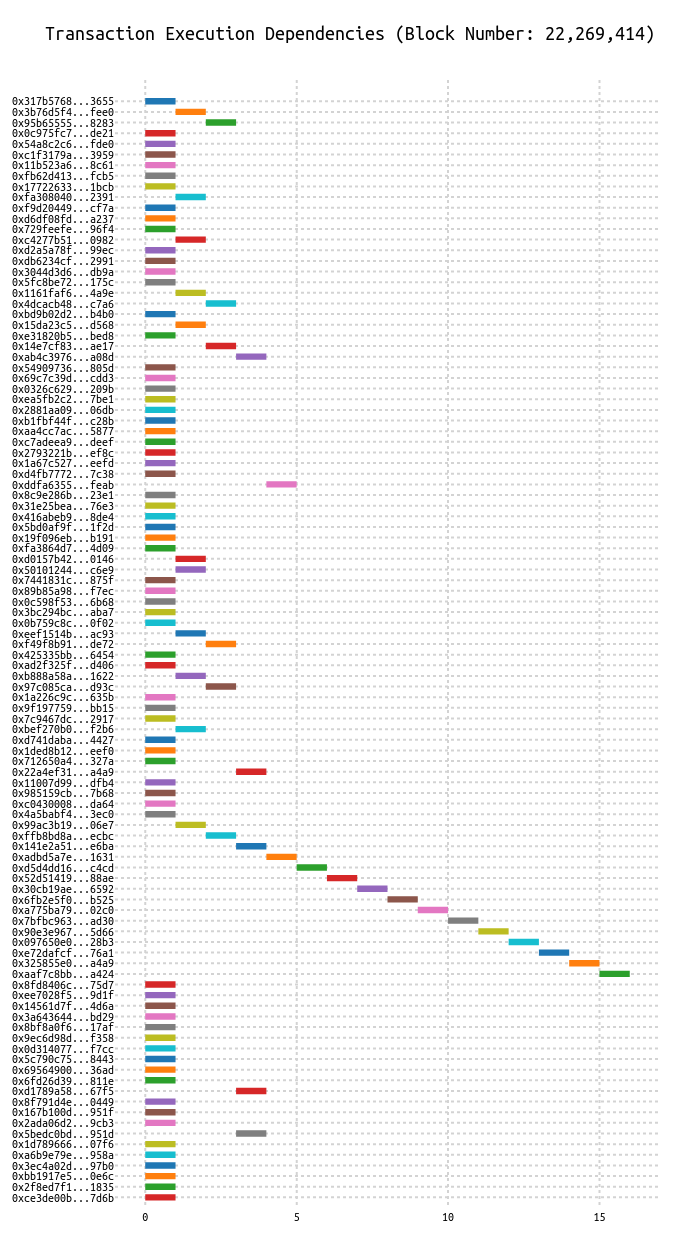 Transaction Execution Dependencies (Block Number: 22,269,414)
0x317b5768...3655
0x3b76d5f4...fee0
0x95b65555...8283
0x0c975fc7...de21
0x54a8c2c6...fde0
0xc1f3179a...3959
0x11b523a6...8c61
0xfb62d413...fcb5
0x17722633...1bcb
0xfa308040...2391
0xf9d20449...cf7a
0xd6df08fd...a237
0x729feefe...96f4
0xc4277b51...0982
0xd2a5a78f...99ec
0xdb6234cf...2991
0x3044d3d6...db9a
0x5fc8be72...175c
0x1161faf6...4a9e
0x4dcacb48...c7a6
0xbd9b02d2...b4b0
0x15da23c5...d568
0xe31820b5...bed8
0x14e7cf83...ae17
0xab4c3976...a08d
0x54909736...805d
0x69c7c39d...cdd3
0x0326c629...209b
0xea5fb2c2...7be1
0x2881aa09...06db
0xb1fbf44f...c28b
0xaa4cc7ac...5877
0xc7adeea9...deef
0x2793221b...ef8c
0x1a67c527...eefd
0xd4fb7772...7c38
0xddfa6355...feab
0x8c9e286b...23e1
0x31e25bea...76e3
0x416abeb9...8de4
0x5bd0af9f...1f2d
0x19f096eb...b191
0xfa3864d7...4d09
0xd0157b42...0146
0x50101244...c6e9
0x7441831c...875f
0x89b85a98...f7ec
0x0c598f53...6b68
0x3bc294bc...aba7
0x0b759c8c...0f02
0xeef1514b...ac93
0xf49f8b91...de72
0x425335bb...6454
0xad2f325f...d406
0xb888a58a...1622
0x97c085ca...d93c
0x1a226c9c...635b
0x9f197759...bb15
0x7c9467dc...2917
0xbef270b0...f2b6
0xd741daba...4427
0x1ded8b12...eef0
0x712650a4...327a
0x22a4ef31...a4a9
0x11007d99...dfb4
0x985159cb...7b68
0xc0430008...da64
0x4a5babf4...3ec0
0x99ac3b19...06e7
0xffb8bd8a...ecbc
0x141e2a51...e6ba
0xadbd5a7e...1631
0xd5d4dd16...c4cd
0x52d51419...88ae
0x30cb19ae...6592
0x6fb2e5f0...b525
0xa775ba79...02c0
0x7bfbc963...ad30
0x90e3e967...5d66
0x097650e0...28b3
0xe72dafcf...76a1
0x325855e0...a4a9
0xaaf7c8bb...a424
0x8fd8406c...75d7
0xee7028f5...9d1f
0x14561d7f...4d6a
0x3a643644...bd29
0x8bf8a0f6...17af
0x9ec6d98d...f358
0x0d314077...f7cc
0x5c790c75...8443
0x69564900...36ad
0x6fd26d39...811e
0xd1789a58...67f5
0x8f791d4e...0449
0x167b100d...951f
0x2ada06d2...9cb3
0x5bedc0bd...951d
0x1d789666...07f6
0xa6b9e79e...958a
0x3ec4a02d...97b0
0xbb1917e5...0e6c
0x2f8ed7f1...1835
0xce3de00b...7d6b
0 5 10 15